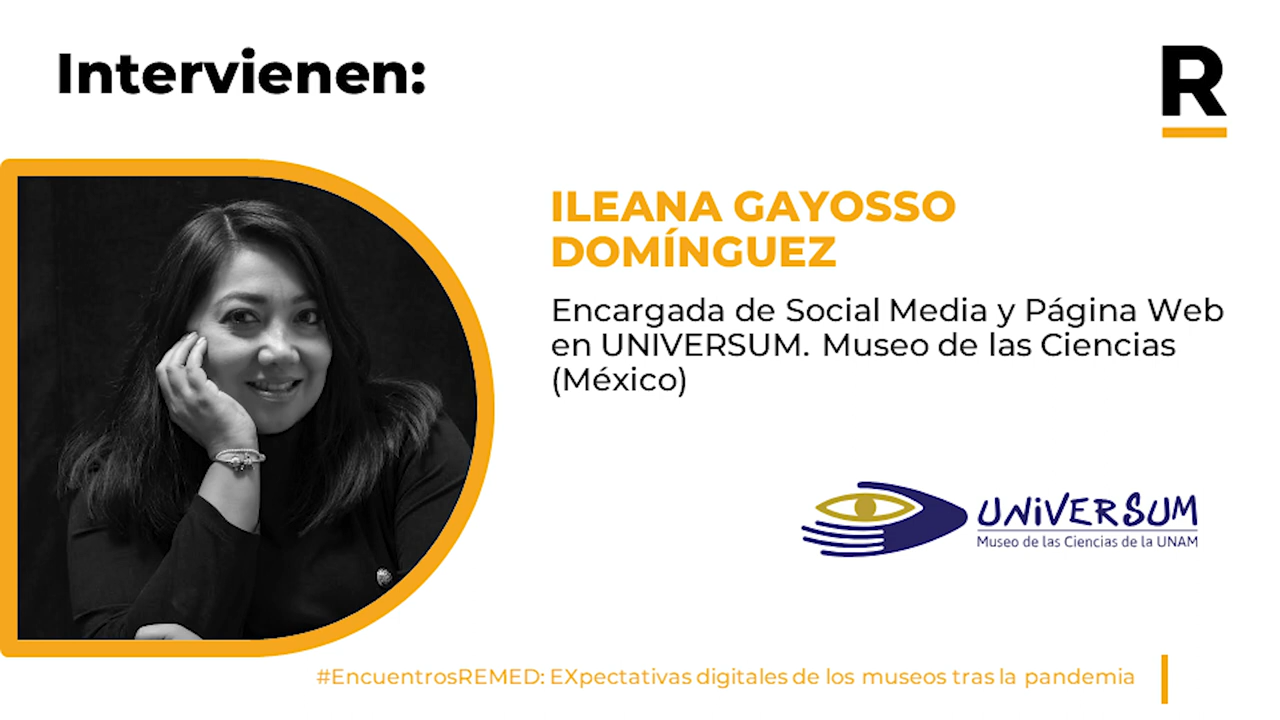 Intervienen:
R
ILEANA GAYOSSO
DOMÍNGUEZ
Encargada de Social Media y Página Web
en UNIVERSUM. Museo de las Ciencias
(México)
UNiVERSUM
Museo de las Ciencias de la UNAM
#EncuentrosREMED: EXpectativas digitales de los museos tras la pandemia